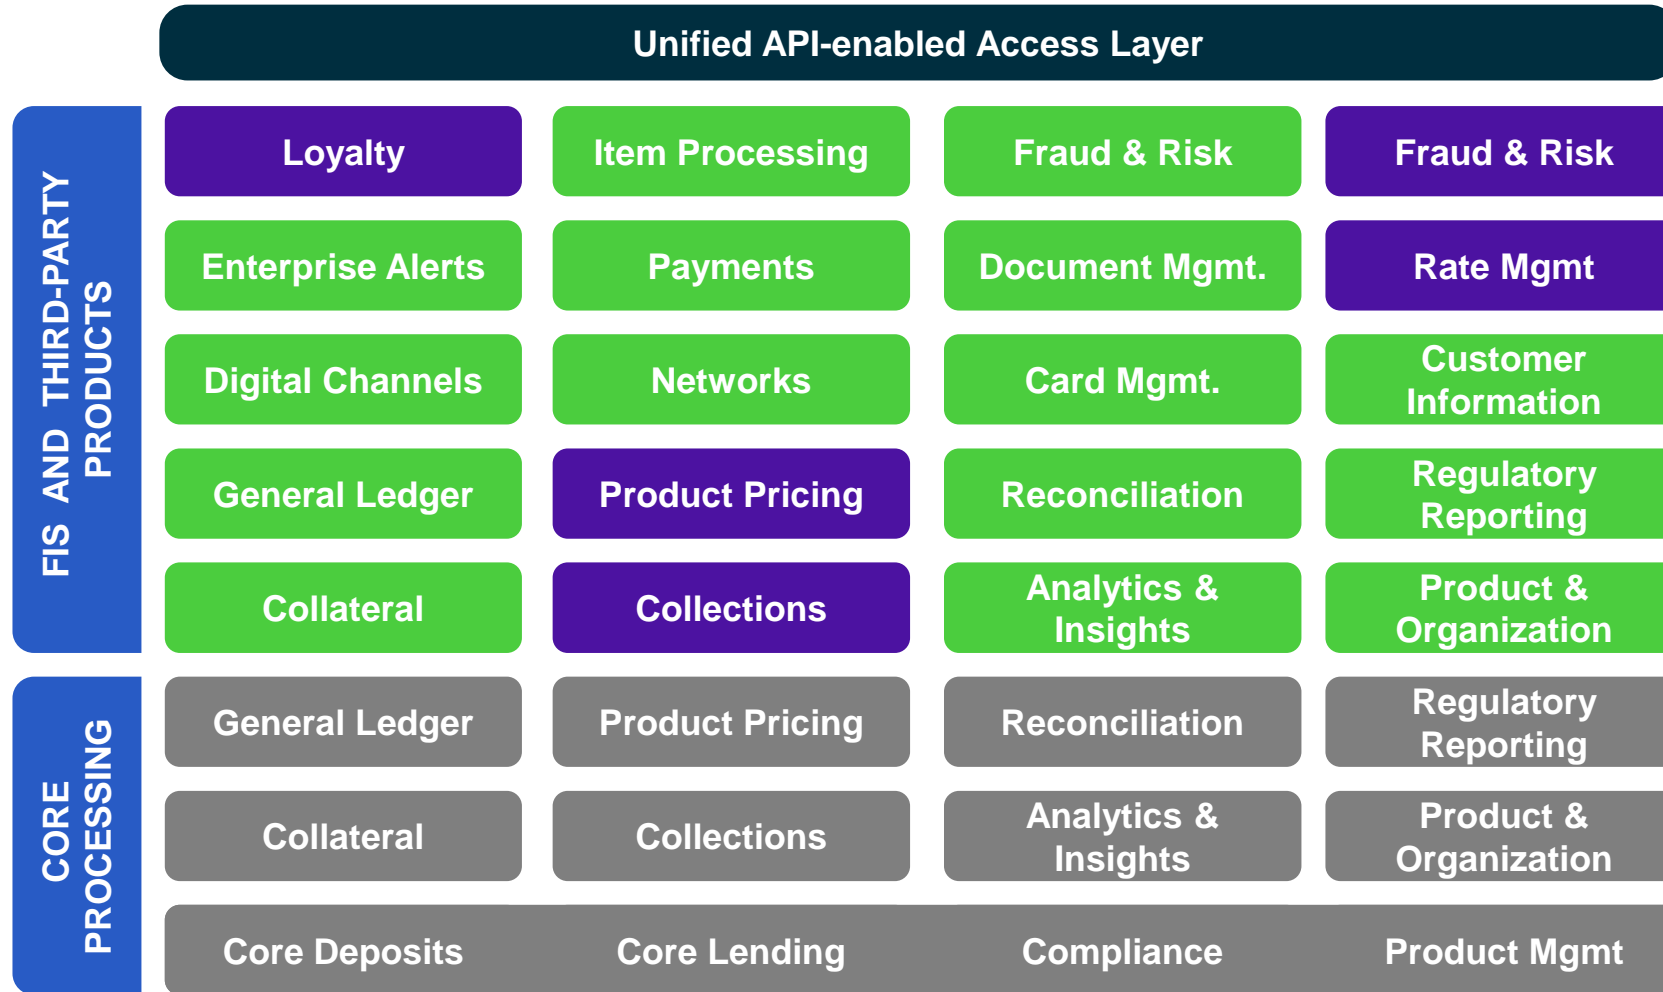 Unified API-enabled Access Layer
FIS AND THIRD-PARTY
PRODUCTS
Loyalty
Item Processing
Fraud & Risk
Fraud & Risk
Enterprise Alerts
Payments
Document Mgmt.
Rate Mgmt
Digital Channels
Networks
Card Mgmt.
Customer
Information
General Ledger
Product Pricing
Reconciliation
Regulatory
Reporting
Collateral
Collections
Analytics &
Insights
Product &
Organization
CORE
PROCESSING
General Ledger
Product Pricing
Reconciliation
Regulatory
Reporting
Collateral
Collections
Analytics &
Insights
Product &
Organization
Core Deposits
Core Lending
Compliance
Product Mgmt